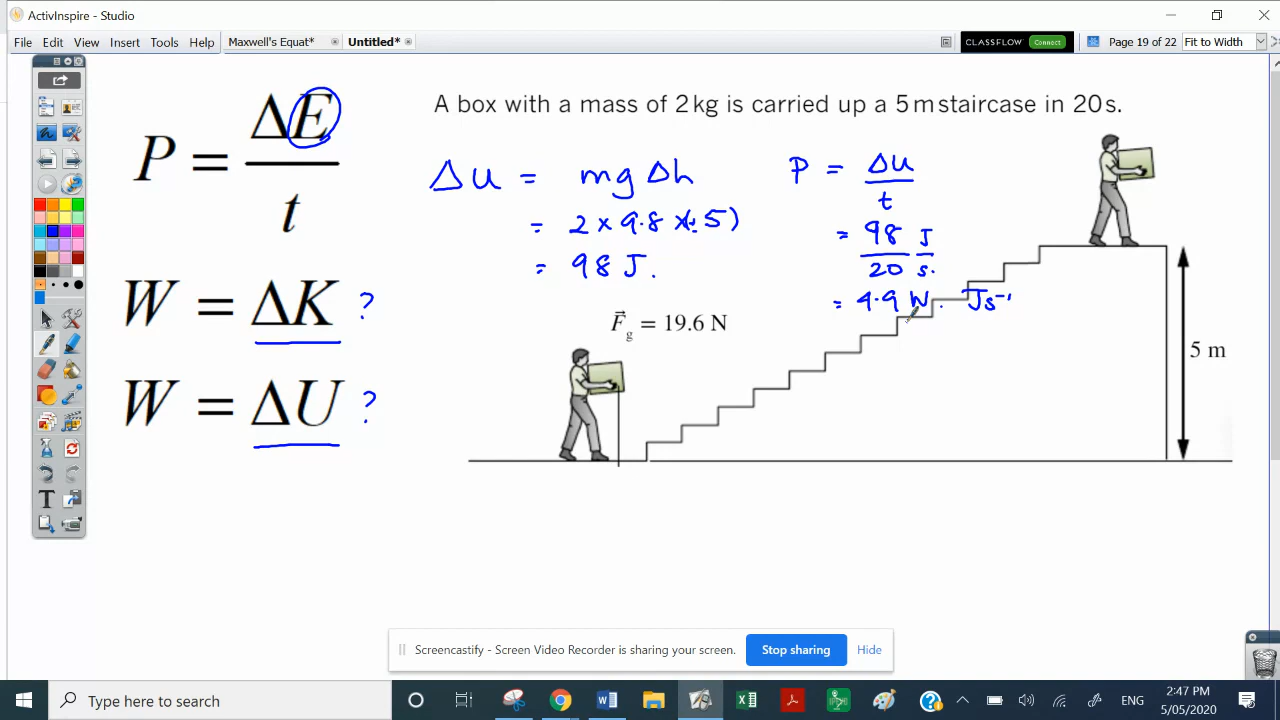 ActivInspire - Studio
File Edit View Insert Tools Help Maxwell's Equat* Untitled* CLASSFLOW Connect Page 19 of 22 Fit to Width
P = ΔE / t
W = ΔK ?
W = ΔU ?
A box with a mass of 2 kg is carried up a 5 m staircase in 20 s.
ΔU = mgΔh
= 2 × 9.8 × 5)
= 98 J.
P = ΔU / t
= 98 J / 20 s.
= 4.9 W. Js⁻¹
F⃗g = 19.6 N
5 m
T
Screencastify - Screen Video Recorder is sharing your screen. Stop sharing Hide
Type here to search
ENG
2:47 PM
5/05/2020